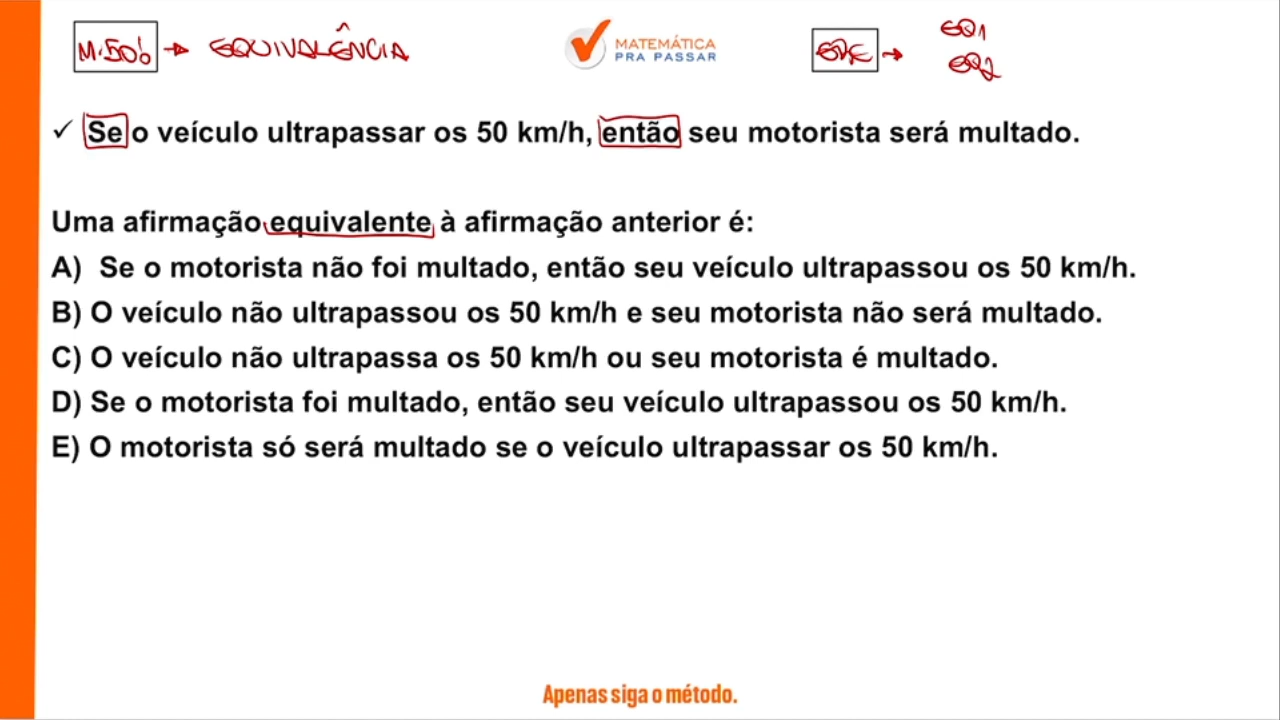 M.50% → EQUIVALÊNCIA
MATEMÁTICA
PRA PASSAR
EQ1
EQ2
✓ Se o veículo ultrapassar os 50 km/h, então seu motorista será multado.
Uma afirmação equivalente à afirmação anterior é:
A) Se o motorista não foi multado, então seu veículo ultrapassou os 50 km/h.
B) O veículo não ultrapassou os 50 km/h e seu motorista não será multado.
C) O veículo não ultrapassa os 50 km/h ou seu motorista é multado.
D) Se o motorista foi multado, então seu veículo ultrapassou os 50 km/h.
E) O motorista só será multado se o veículo ultrapassar os 50 km/h.
Apenas siga o método.